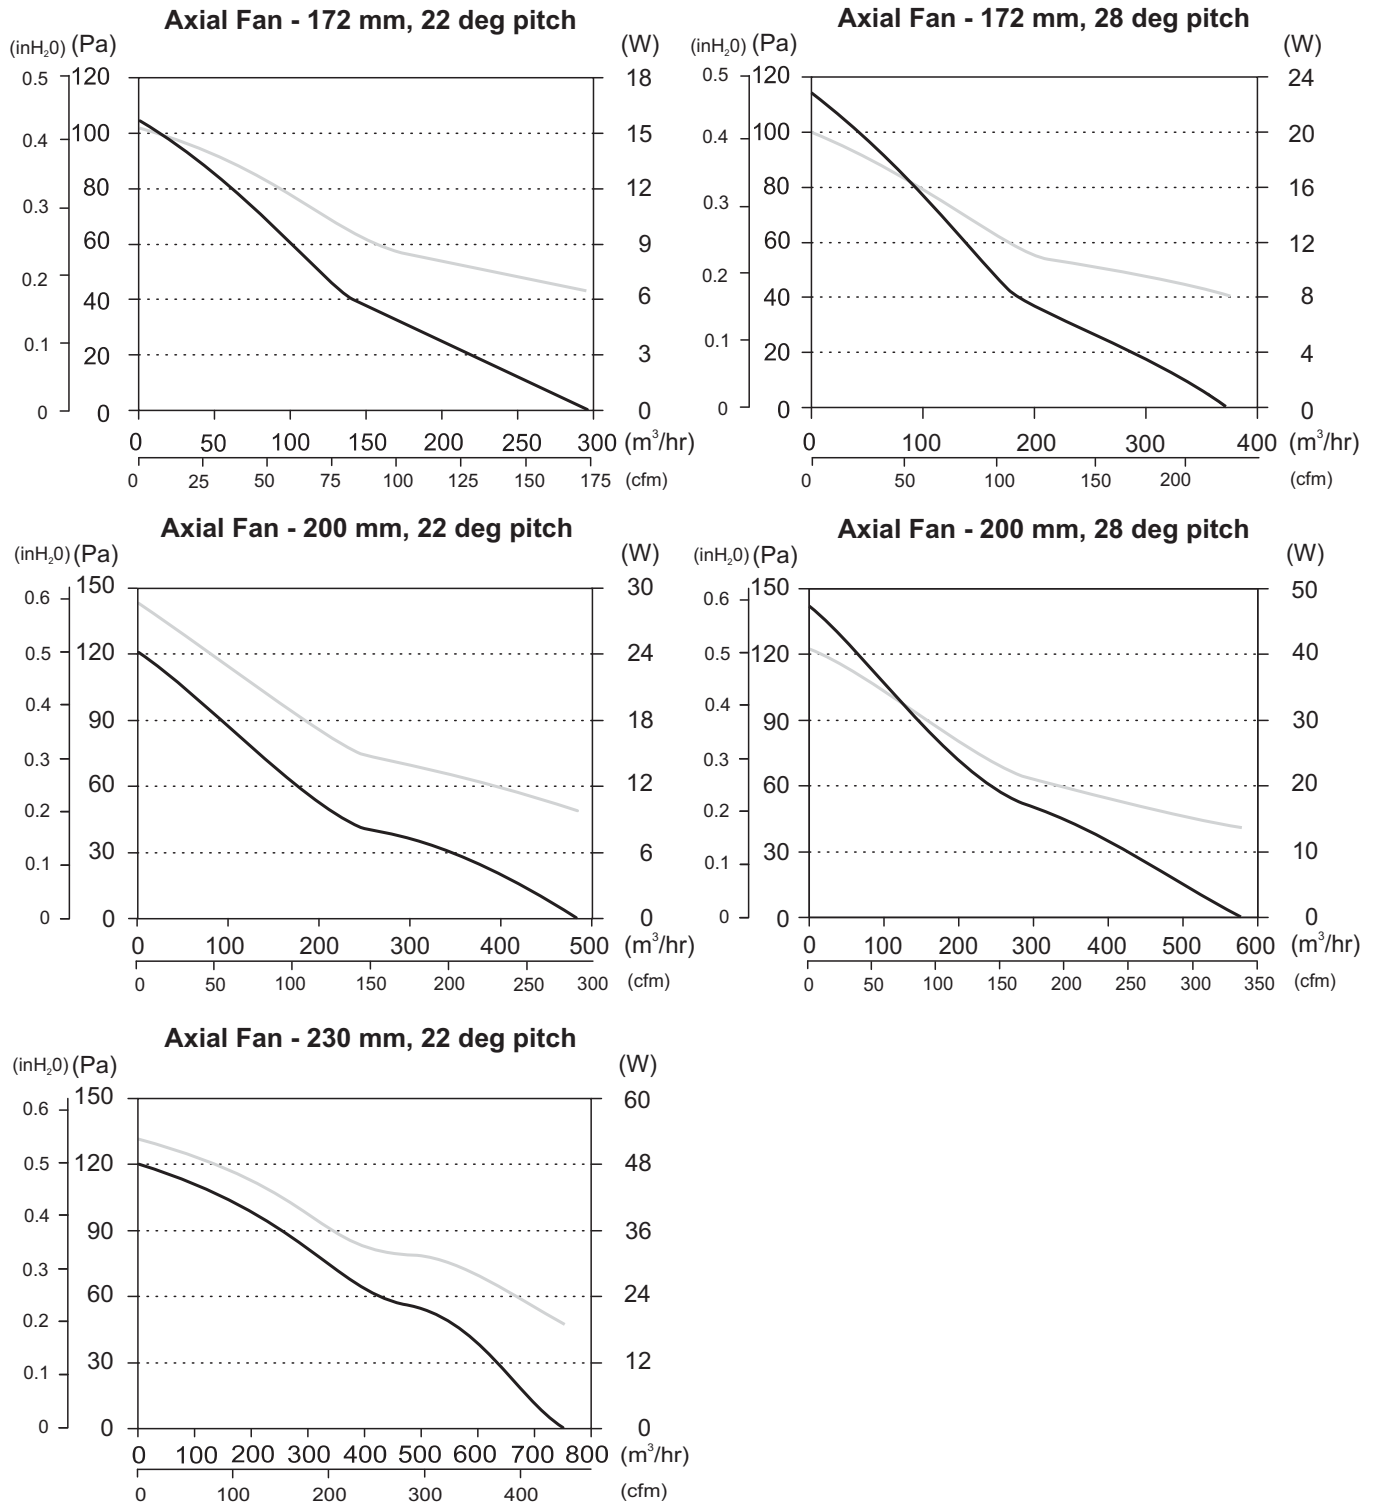 Axial Fan - 172 mm, 22 deg pitch
(inH₂0) (Pa) (W)
0.5 120 18
100 15
0.4
80 12
0.3
60 9
0.2
40 6
0.1 20 3
0 0 0
0 50 100 150 200 250 300 (m³/hr)
0 25 50 75 100 125 150 175 (cfm)
Axial Fan - 172 mm, 28 deg pitch
(inH₂0) (Pa) (W)
0.5 120 24
100 20
0.4
80 16
0.3
60 12
0.2
40 8
0.1 20 4
0 0 0
0 100 200 300 400 (m³/hr)
0 50 100 150 200 (cfm)
Axial Fan - 200 mm, 22 deg pitch
(inH₂0) (Pa) (W)
150 30
0.6
0.5 120 24
0.4
90 18
0.3
60 12
0.2
30 6
0.1
0 0 0
0 100 200 300 400 500 (m³/hr)
0 50 100 150 200 250 300 (cfm)
Axial Fan - 200 mm, 28 deg pitch
(inH₂0) (Pa) (W)
150 50
0.6
0.5 120 40
0.4
90 30
0.3
60 20
0.2
30 10
0.1
0 0 0
0 100 200 300 400 500 600 (m³/hr)
0 50 100 150 200 250 300 350 (cfm)
Axial Fan - 230 mm, 22 deg pitch
(inH₂0) (Pa) (W)
150 60
0.6
0.5 120 48
0.4
90 36
0.3
60 24
0.2
30 12
0.1
0 0 0
0 100 200 300 400 500 600 700 800 (m³/hr)
0 100 200 300 400 (cfm)